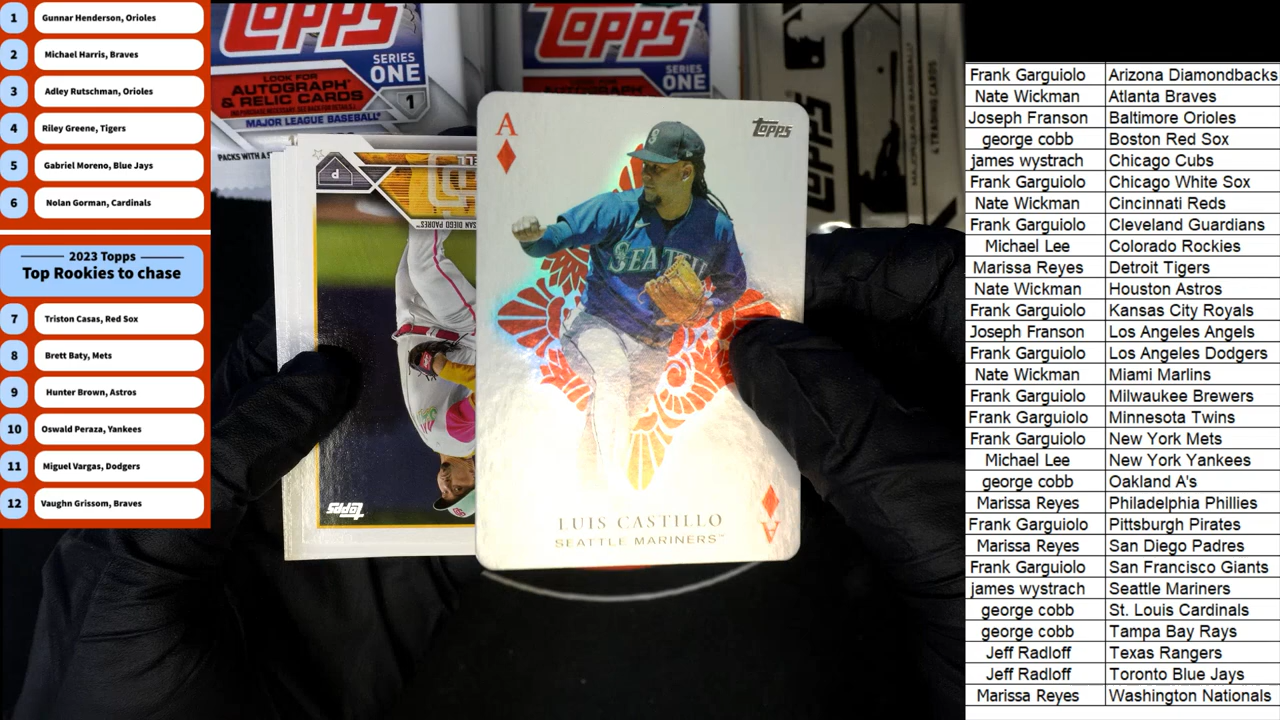 1
Gunnar Henderson, Orioles
2
Michael Harris, Braves
3
Adley Rutschman, Orioles
4
Riley Greene, Tigers
5
Gabriel Moreno, Blue Jays
6
Nolan Gorman, Cardinals
2023 Topps
Top Rookies to chase
7
Triston Casas, Red Sox
8
Brett Baty, Mets
9
Hunter Brown, Astros
10
Oswald Peraza, Yankees
11
Miguel Vargas, Dodgers
12
Vaughn Grissom, Braves
TOPPS
SERIES
ONE
LOOK FOR
AUTOGRAPH
& RELIC CARDS
1
MAJOR LEAGUE BASEBALL
TOPPS
SERIES
ONE
P
SAN DIEGO PADRES
Topps
A
Topps
SEATTLE
LUIS CASTILLO
SEATTLE MARINERS™
A
Frank Garguiolo Arizona Diamondbacks
Nate Wickman Atlanta Braves
Joseph Franson Baltimore Orioles
george cobb Boston Red Sox
james wystrach Chicago Cubs
Frank Garguiolo Chicago White Sox
Nate Wickman Cincinnati Reds
Frank Garguiolo Cleveland Guardians
Michael Lee Colorado Rockies
Marissa Reyes Detroit Tigers
Nate Wickman Houston Astros
Frank Garguiolo Kansas City Royals
Joseph Franson Los Angeles Angels
Frank Garguiolo Los Angeles Dodgers
Nate Wickman Miami Marlins
Frank Garguiolo Milwaukee Brewers
Frank Garguiolo Minnesota Twins
Frank Garguiolo New York Mets
Michael Lee New York Yankees
george cobb Oakland A's
Marissa Reyes Philadelphia Phillies
Frank Garguiolo Pittsburgh Pirates
Marissa Reyes San Diego Padres
Frank Garguiolo San Francisco Giants
james wystrach Seattle Mariners
george cobb St. Louis Cardinals
george cobb Tampa Bay Rays
Jeff Radloff Texas Rangers
Jeff Radloff Toronto Blue Jays
Marissa Reyes Washington Nationals